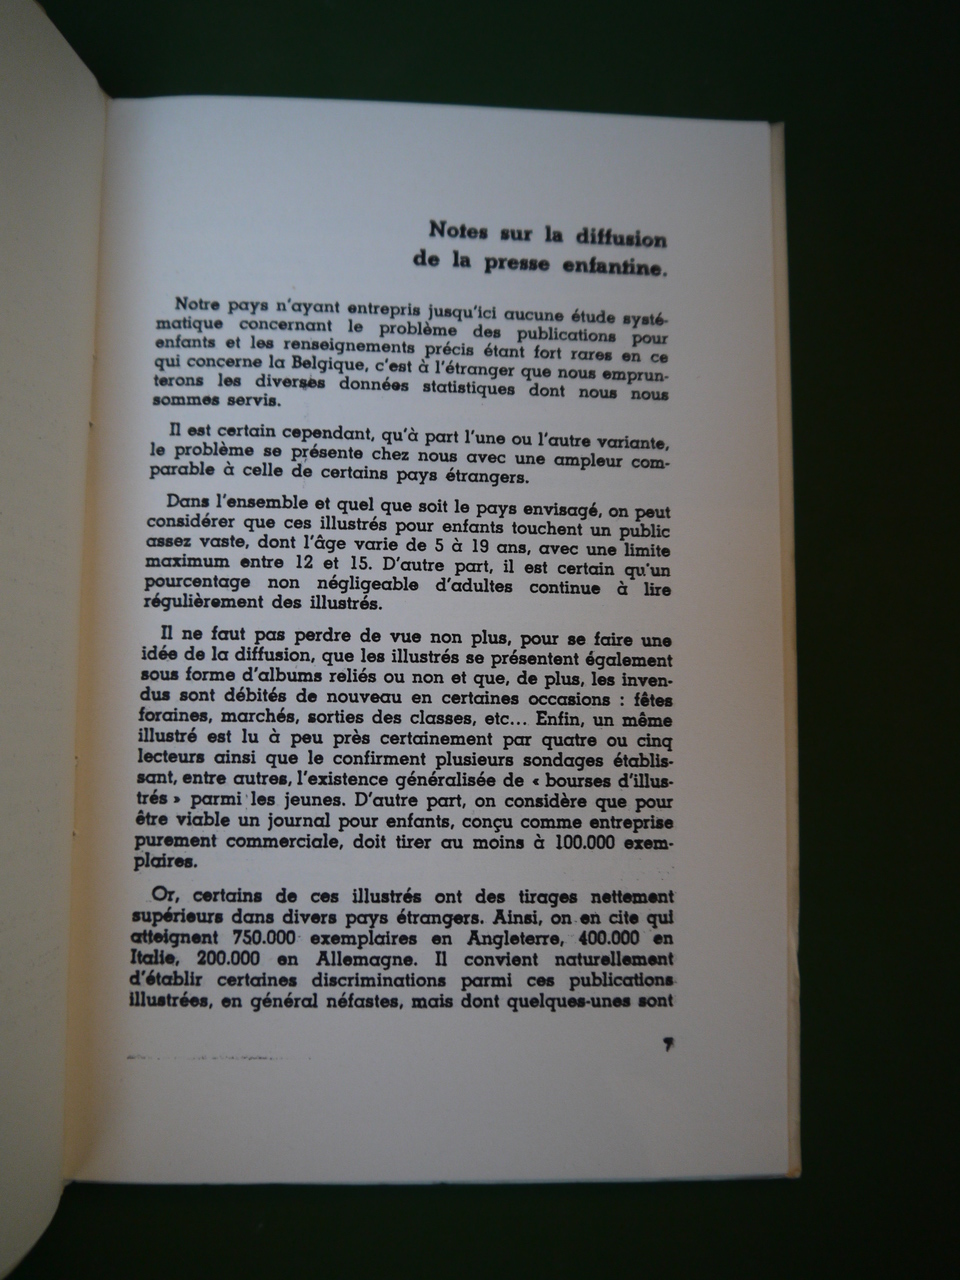 Notes sur la diffusion
de la presse enfantine.
Notre pays n'ayant entrepris jusqu'ici aucune étude systé-
matique concernant le problème des publications pour
enfants et les renseignements précis étant fort rares en ce
qui concerne la Belgique, c'est à l'étranger que nous emprun-
terons les diverses données statistiques dont nous nous
sommes servis.
Il est certain cependant, qu'à part l'une ou l'autre variante,
le problème se présente chez nous avec une ampleur com-
parable à celle de certains pays étrangers.
Dans l'ensemble et quel que soit le pays envisagé, on peut
considérer que ces illustrés pour enfants touchent un public
assez vaste, dont l'âge varie de 5 à 19 ans, avec une limite
maximum entre 12 et 15. D'autre part, il est certain qu'un
pourcentage non négligeable d'adultes continue à lire
régulièrement des illustrés.
Il ne faut pas perdre de vue non plus, pour se faire une
idée de la diffusion, que les illustrés se présentent également
sous forme d'albums reliés ou non et que, de plus, les inven-
dus sont débités de nouveau en certaines occasions : fêtes
foraines, marchés, sorties des classes, etc... Enfin, un même
illustré est lu à peu près certainement par quatre ou cinq
lecteurs ainsi que le confirment plusieurs sondages établis-
sant, entre autres, l'existence généralisée de « bourses d'illus-
trés » parmi les jeunes. D'autre part, on considère que pour
être viable un journal pour enfants, conçu comme entreprise
purement commerciale, doit tirer au moins à 100.000 exem-
plaires.
Or, certains de ces illustrés ont des tirages nettement
supérieurs dans divers pays étrangers. Ainsi, on en cite qui
atteignent 750.000 exemplaires en Angleterre, 400.000 en
Italie, 200.000 en Allemagne. Il convient naturellement
d'établir certaines discriminations parmi ces publications
illustrées, en général néfastes, mais dont quelques-unes sont
7